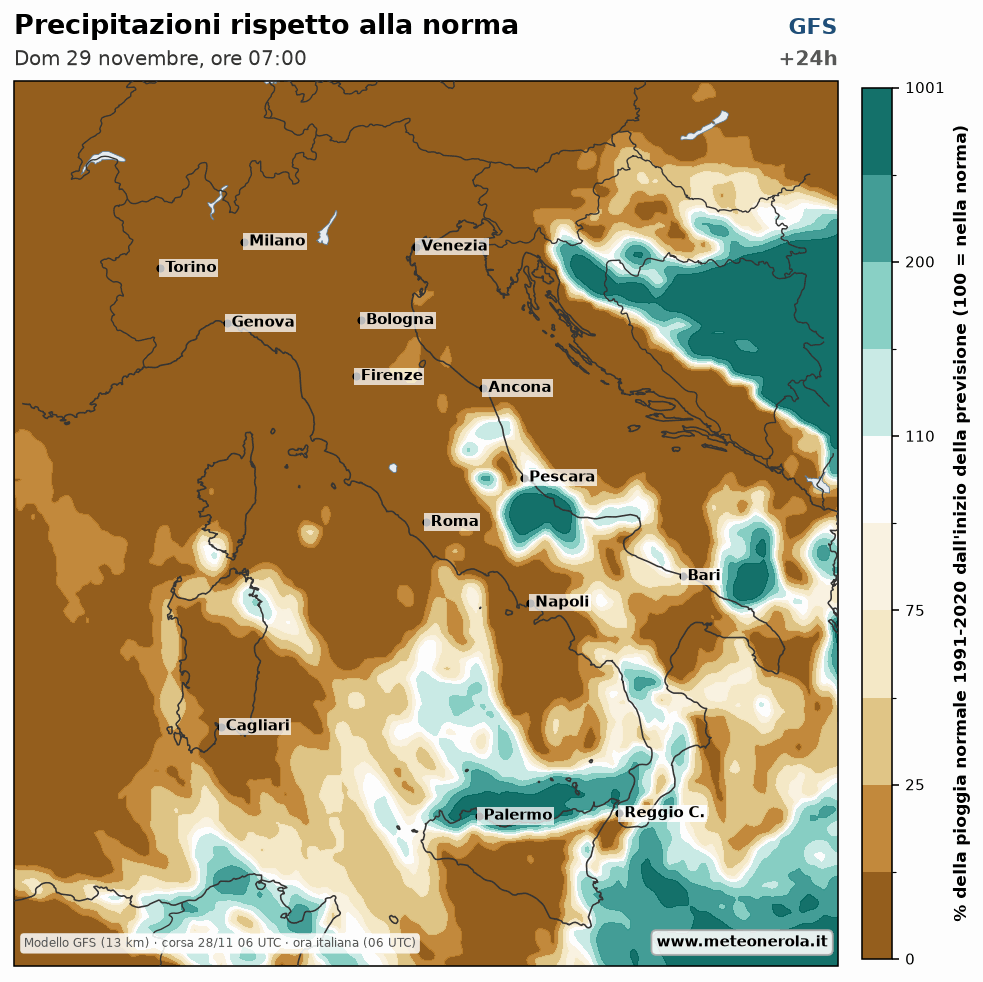 Precipitazioni rispetto alla norma
GFS
Dom 29 novembre, ore 07:00
+24h
1001
200
110
75
25
0
% della pioggia normale 1991-2020 dall'inizio della previsione (100 = nella norma)
Milano
Venezia
Torino
Genova
Bologna
Firenze
Ancona
Pescara
Roma
Bari
Napoli
Cagliari
Palermo
Reggio C.
Modello GFS (13 km) · corsa 28/11 06 UTC · ora italiana (06 UTC)
www.meteonerola.it